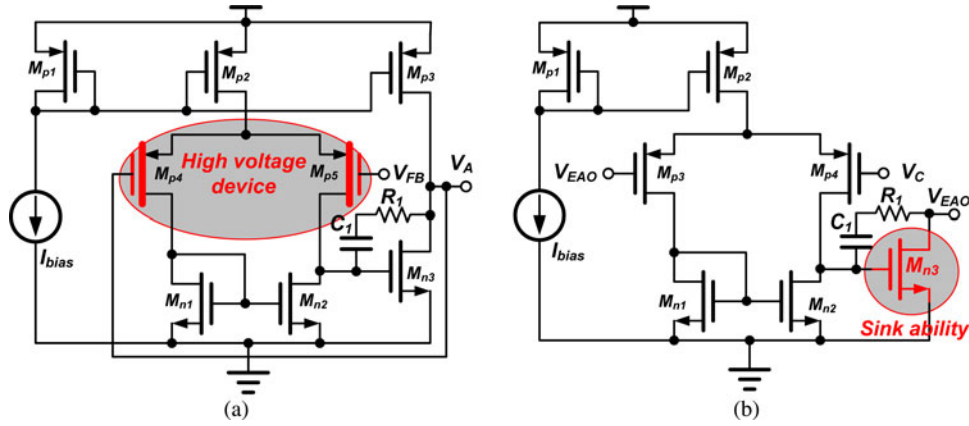 Mp1
Mp2
Mp3
High voltage
device
Mp4
Mp5
VFB
VA
R1
C1
Ibias
Mn1
Mn2
Mn3
(a)
Mp1
Mp2
VEAO
Mp3
Mp4
VC
VEAO
R1
C1
Ibias
Mn3
Mn1
Mn2
Sink ability
(b)